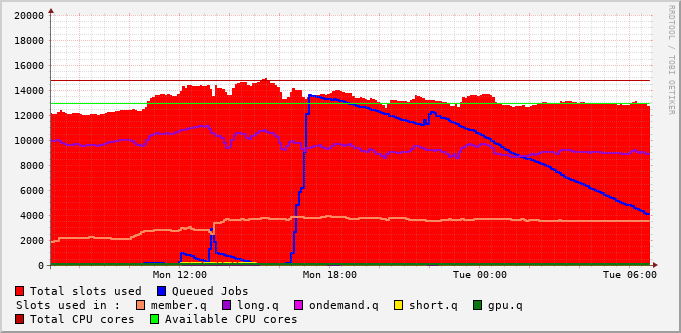 RRDTOOL / TOBI OETIKER
20000
18000
16000
14000
12000
10000
8000
6000
4000
2000
0
Mon 12:00 Mon 18:00 Tue 00:00 Tue 06:00
Total slots used Queued Jobs
Slots used in : member.q long.q ondemand.q short.q gpu.q
Total CPU cores Available CPU cores